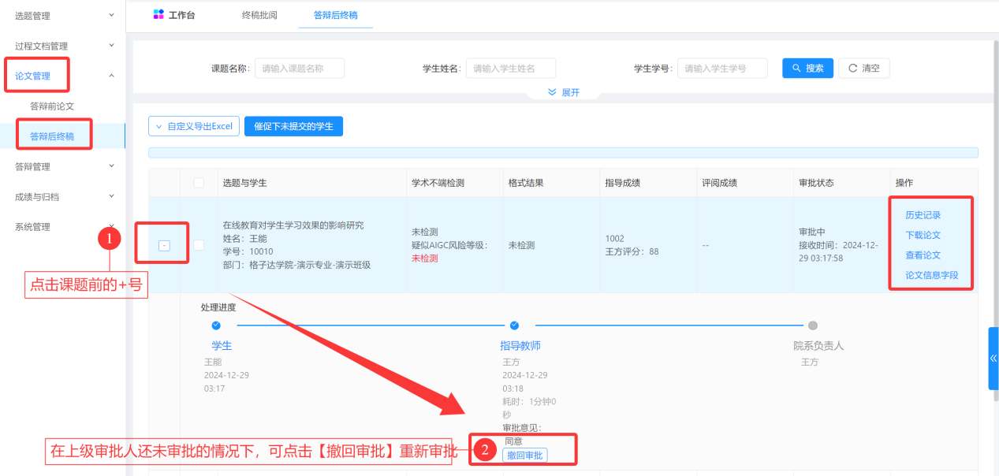 选题管理
过程文档管理
论文管理
答辩前论文
答辩后终稿
答辩管理
成绩与归档
系统管理
工作台
终稿批阅
答辩后终稿
课题名称: 请输入课题名称
学生姓名: 请输入学生姓名
学生学号: 请输入学生学号
搜索
清空
展开
自定义导出Excel
催促下未提交的学生
选题与学生 学术不端检测 格式结果 指导成绩 评阅成绩 审批状态 操作
-
在线教育对学生学习效果的影响研究
姓名: 王能
学号: 10010
部门: 格子达学院-演示专业-演示班级
未检测
疑似AIGC风险等级:
未检测
未检测
1002
王方评分: 88
--
审批中
接收时间: 2024-12-
29 03:17:58
历史记录
下载论文
查看论文
论文信息字段
1
点击课题前的+号
处理进度
学生
王能
2024-12-29
03:17
指导教师
王方
2024-12-29
03:18
耗时: 1分钟0
秒
审批意见:
同意
撤回审批
院系负责人
王方
在上级审批人还未审批的情况下，可点击【撤回审批】重新审批
2